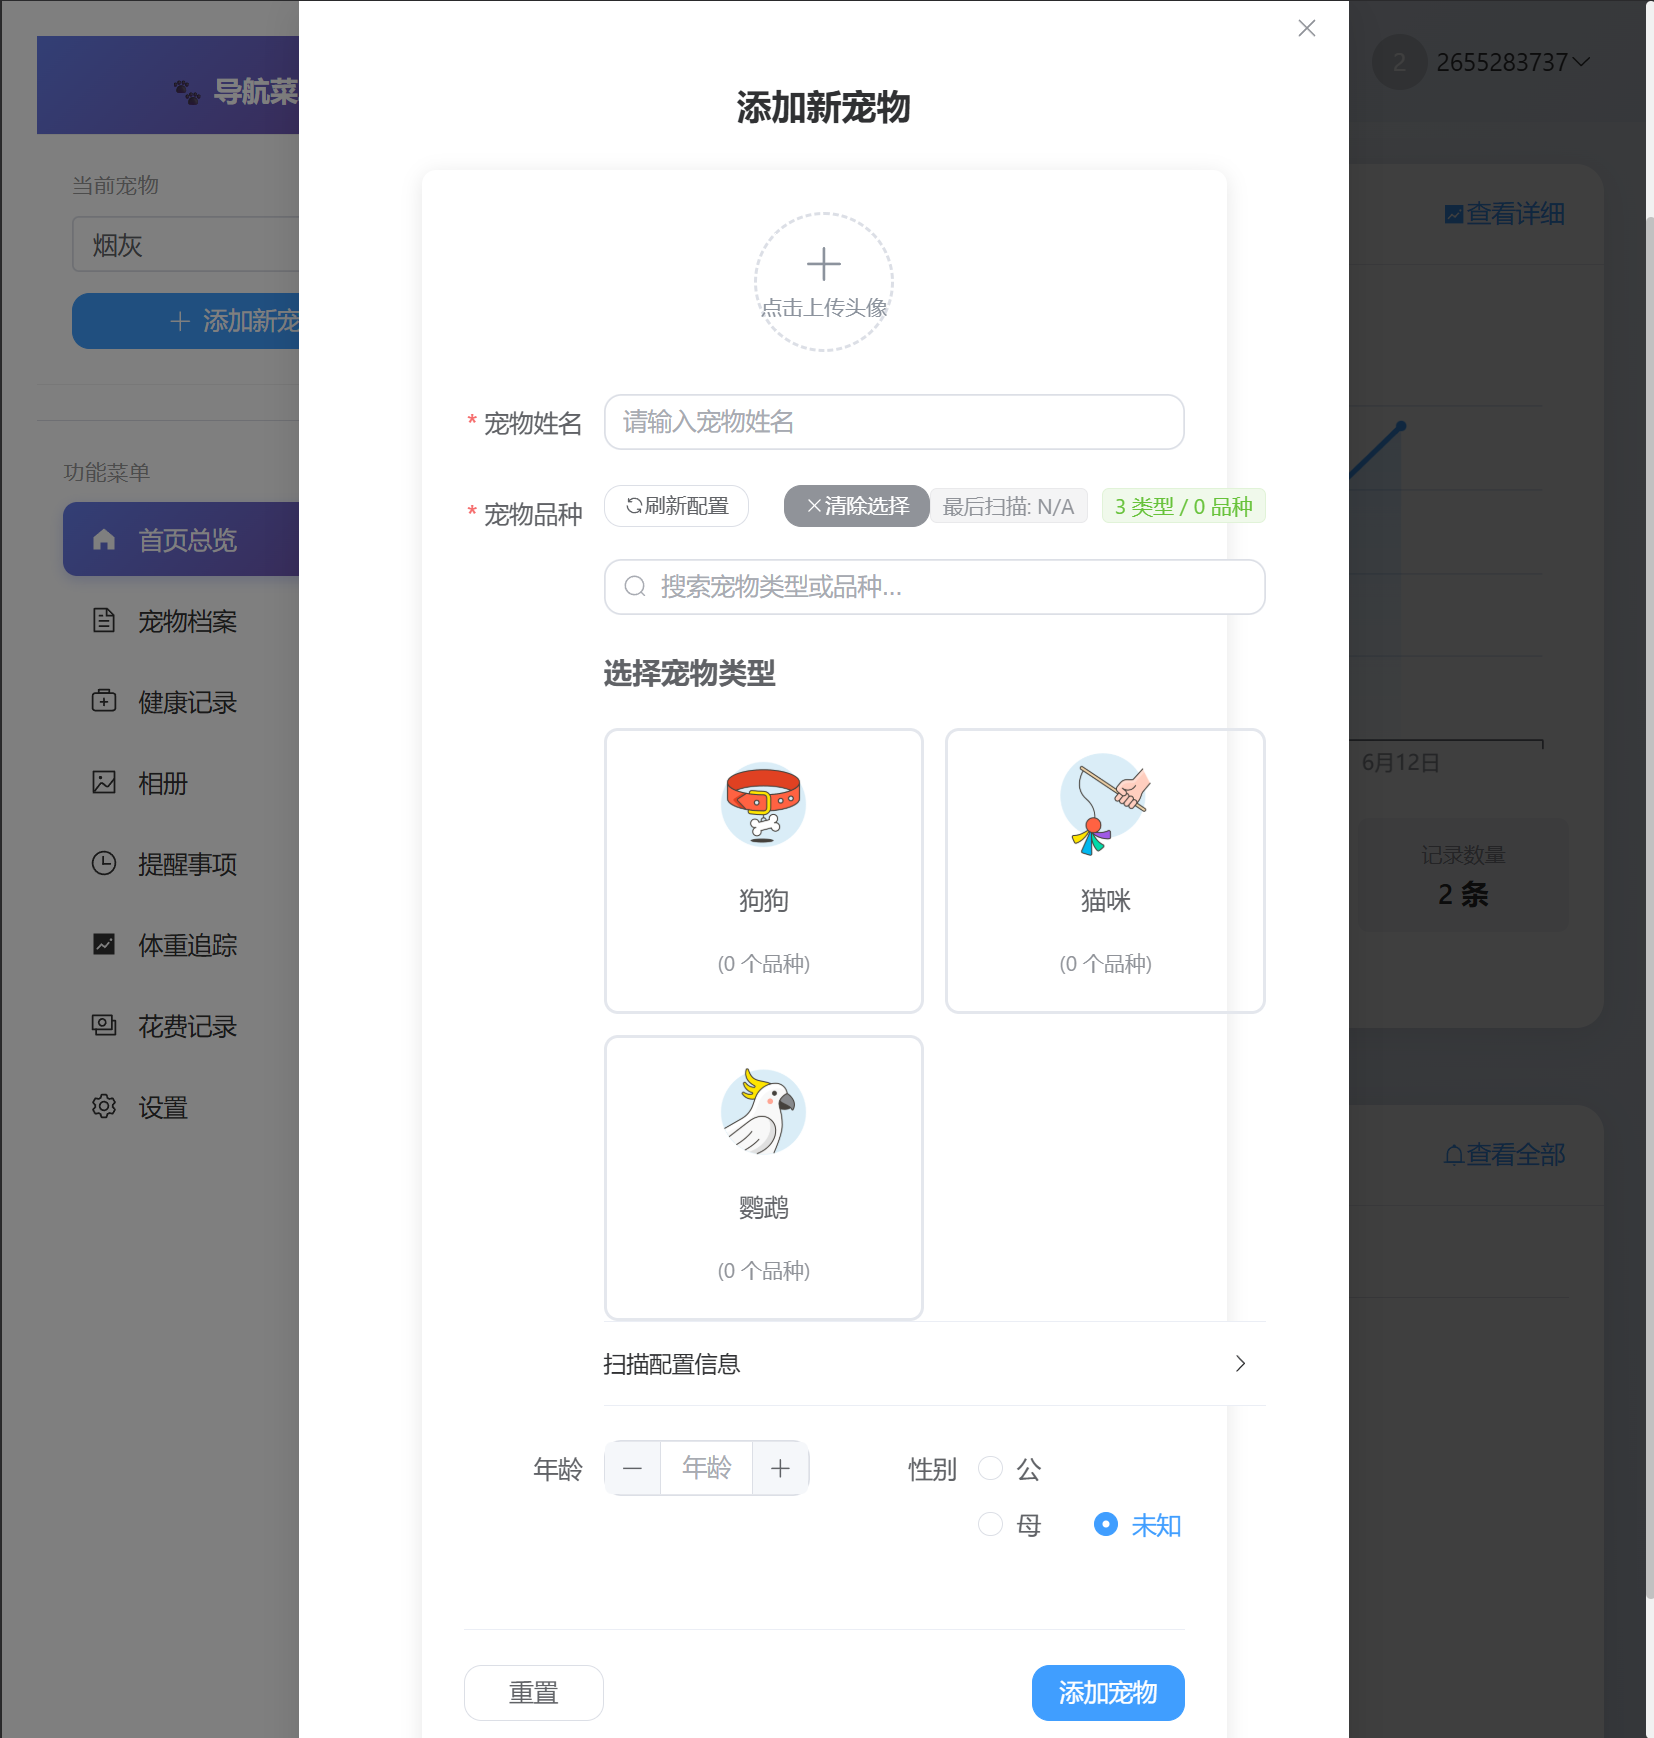 导航菜
当前宠物
烟灰
添加新宠
功能菜单
首页总览
宠物档案
健康记录
相册
提醒事项
体重追踪
花费记录
设置
添加新宠物
点击上传头像
* 宠物姓名
请输入宠物姓名
* 宠物品种
刷新配置
清除选择
最后扫描: N/A
3 类型 / 0 品种
搜索宠物类型或品种...
选择宠物类型
狗狗
(0 个品种)
猫咪
(0 个品种)
鹦鹉
(0 个品种)
扫描配置信息
年龄
年龄
性别
公
母
未知
重置
添加宠物
2
2655283737
查看详细
6月12日
记录数量
2 条
查看全部